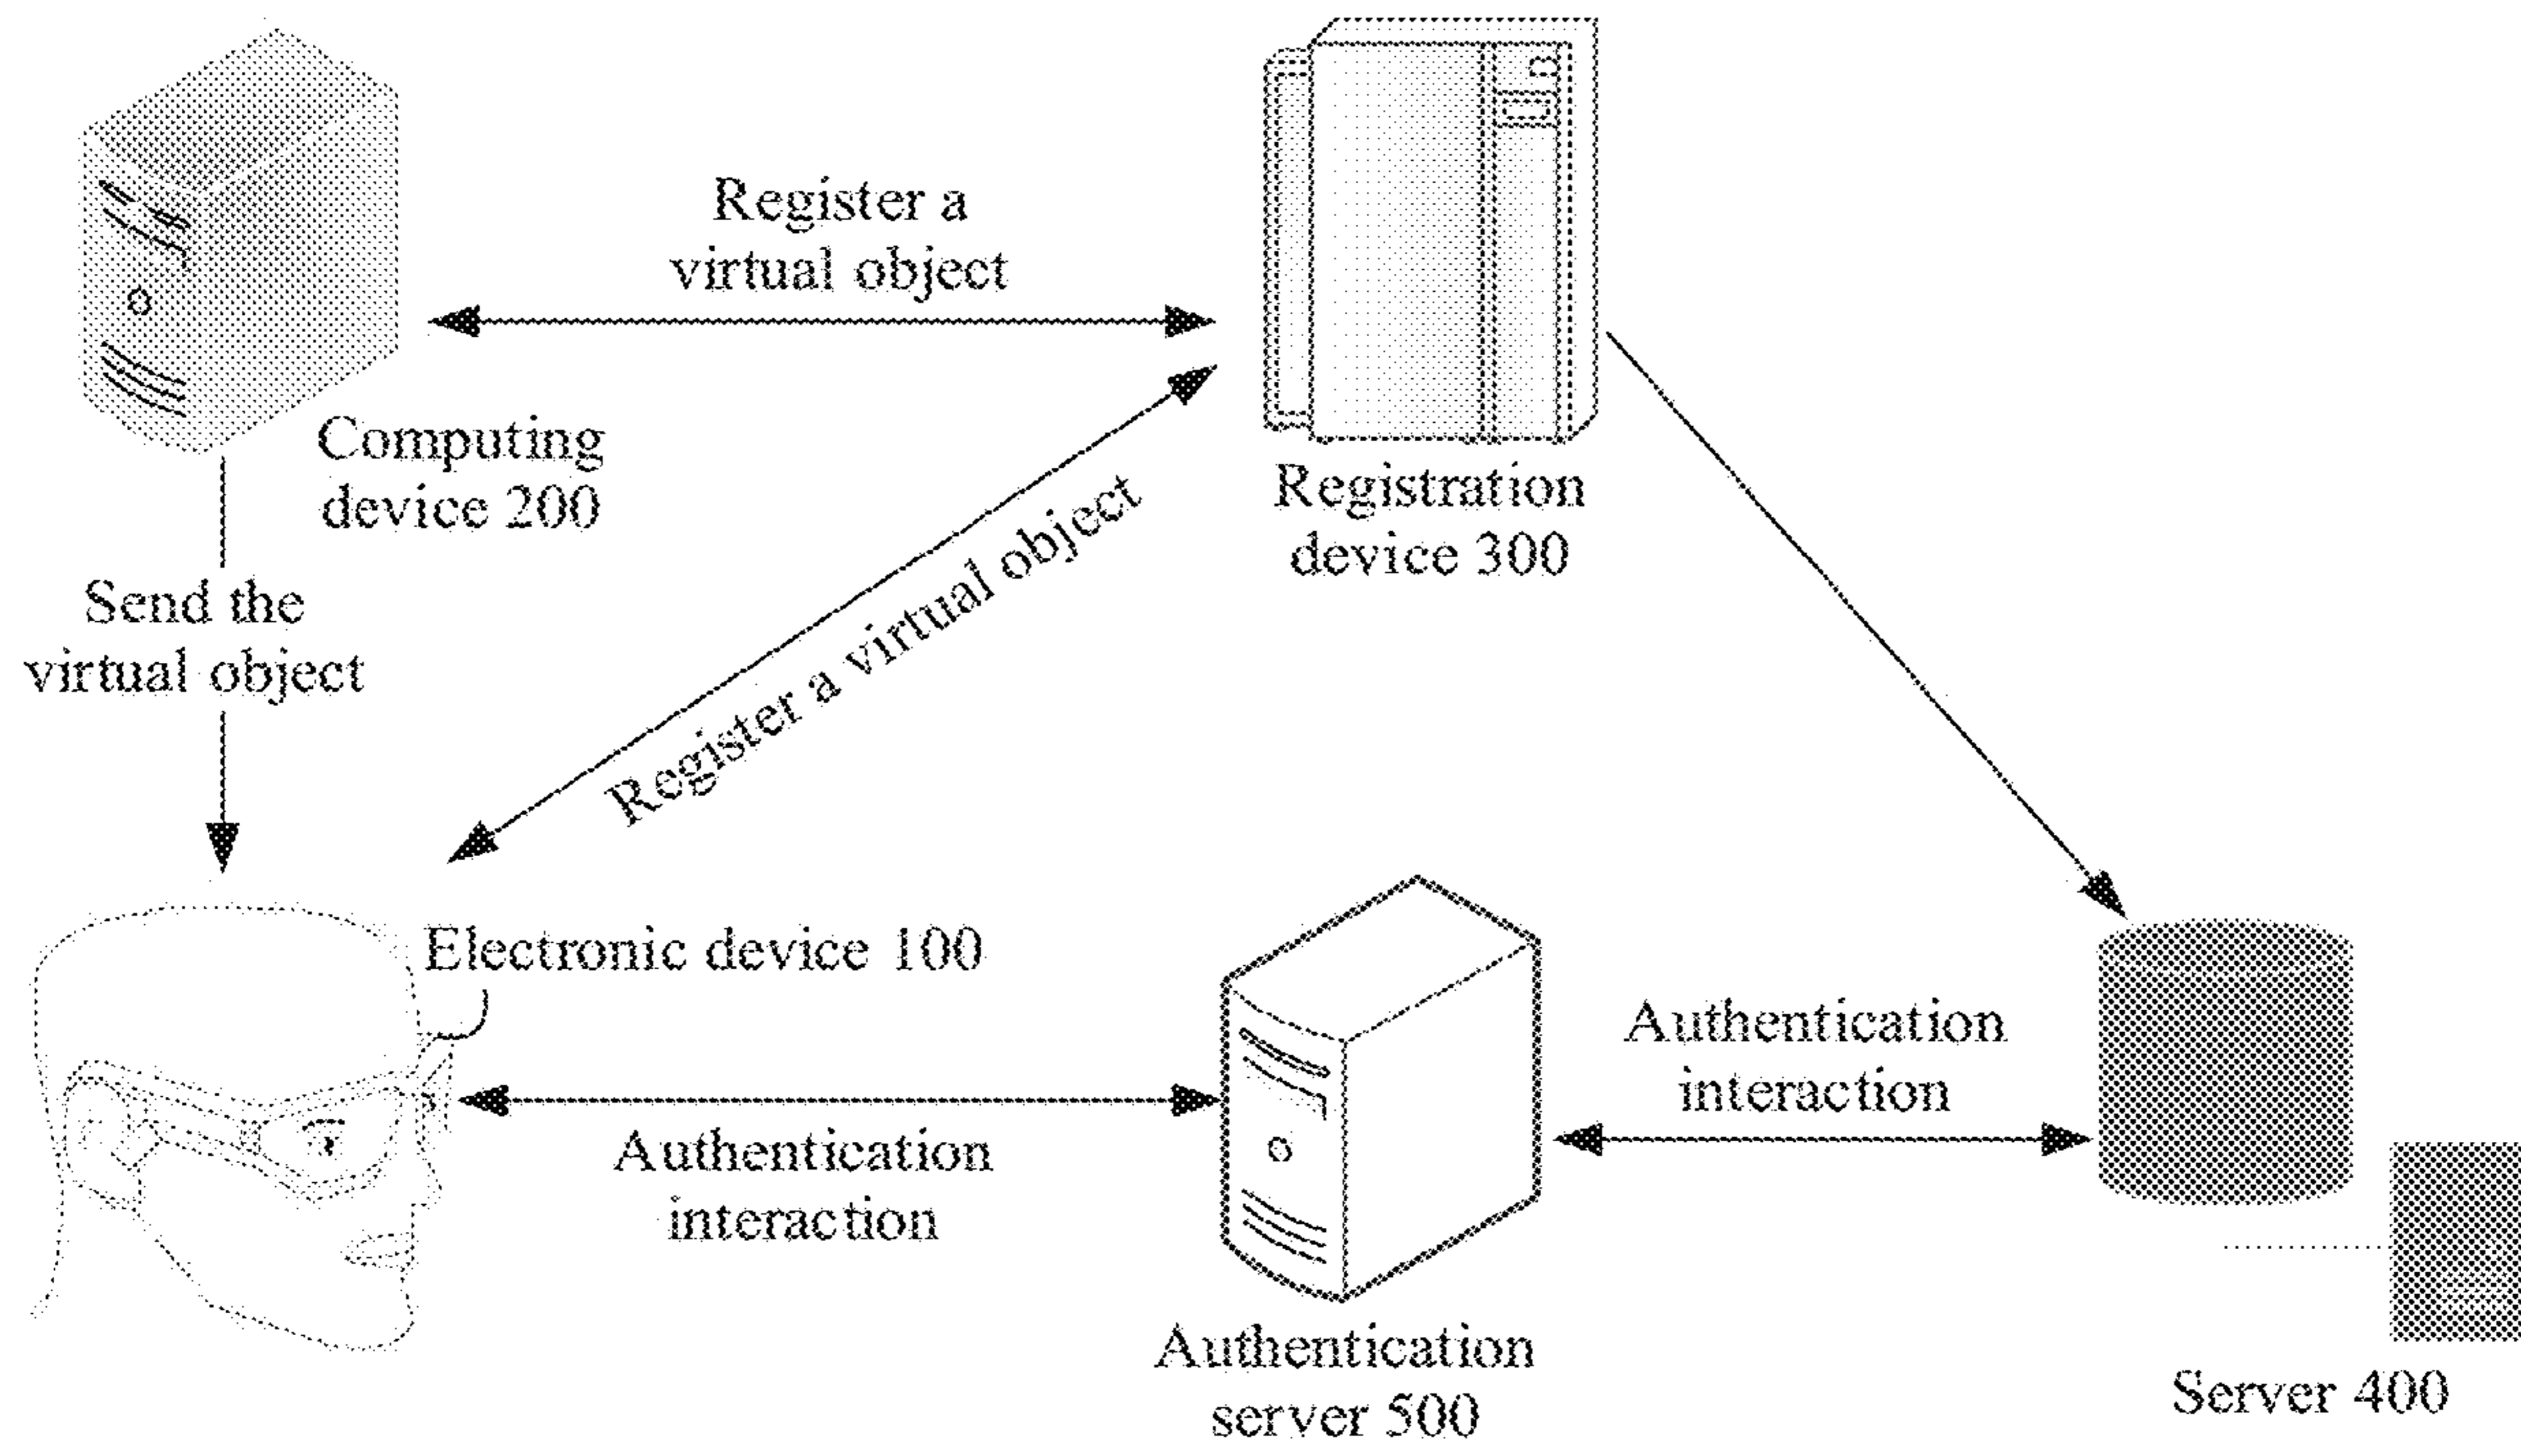 Register a
virtual object
Computing
device 200
Registration
device 300
Send the
virtual object
Register a virtual object
Electronic device 100
Authentication
interaction
Authentication
interaction
Authentication
server 500
Server 400